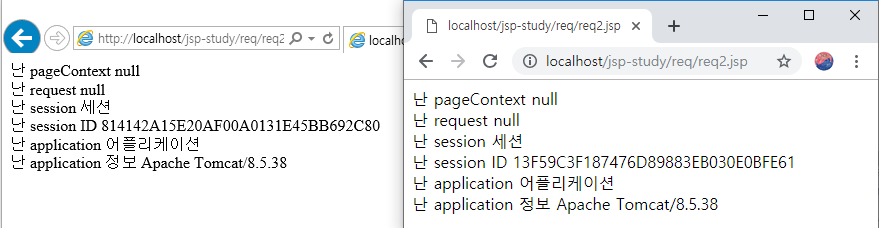 http://localhost/jsp-study/req/req2
localho
난 pageContext null
난 request null
난 session 세션
난 session ID 814142A15E20AF00A0131E45BB692C80
난 application 어플리케이션
난 application 정보 Apache Tomcat/8.5.38
localhost/jsp-study/req/req2.jsp
localhost/jsp-study/req/req2.jsp
난 pageContext null
난 request null
난 session 세션
난 session ID 13F59C3F187476D89883EB030E0BFE61
난 application 어플리케이션
난 application 정보 Apache Tomcat/8.5.38